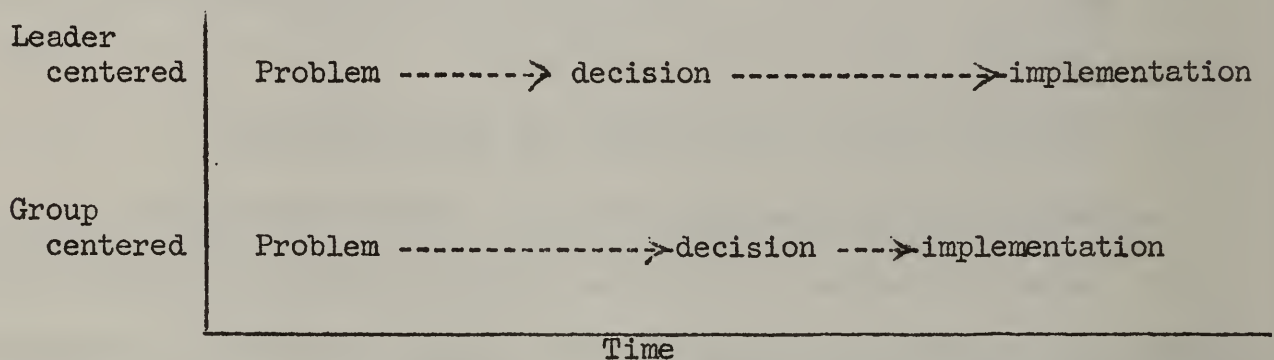 Leader
centered Problem --------> decision ---------------> implementation
Group
centered Problem --------------> decision ----> implementation
Time